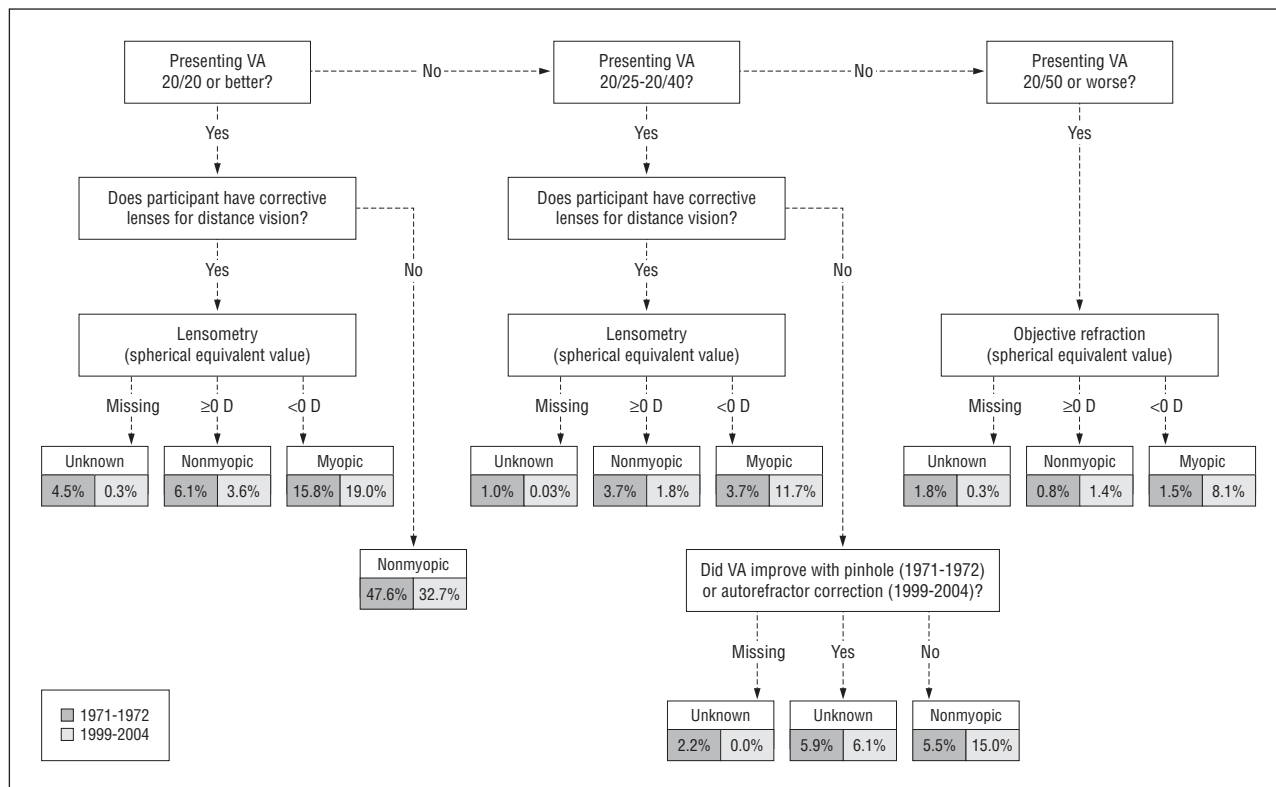 Presenting VA
20/20 or better?
No
Presenting VA
20/25-20/40?
No
Presenting VA
20/50 or worse?
Yes
Yes
Yes
Does participant have corrective
lenses for distance vision?
Does participant have corrective
lenses for distance vision?
Yes
No
Yes
No
Lensometry
(spherical equivalent value)
Lensometry
(spherical equivalent value)
Objective refraction
(spherical equivalent value)
Missing ≥0 D <0 D
Missing ≥0 D <0 D
Missing ≥0 D <0 D
Unknown
4.5% 0.3%
Nonmyopic
6.1% 3.6%
Myopic
15.8% 19.0%
Unknown
1.0% 0.03%
Nonmyopic
3.7% 1.8%
Myopic
3.7% 11.7%
Unknown
1.8% 0.3%
Nonmyopic
0.8% 1.4%
Myopic
1.5% 8.1%
Nonmyopic
47.6% 32.7%
Did VA improve with pinhole (1971-1972)
or autorefractor correction (1999-2004)?
Missing Yes No
Unknown
2.2% 0.0%
Unknown
5.9% 6.1%
Nonmyopic
5.5% 15.0%
1971-1972
1999-2004